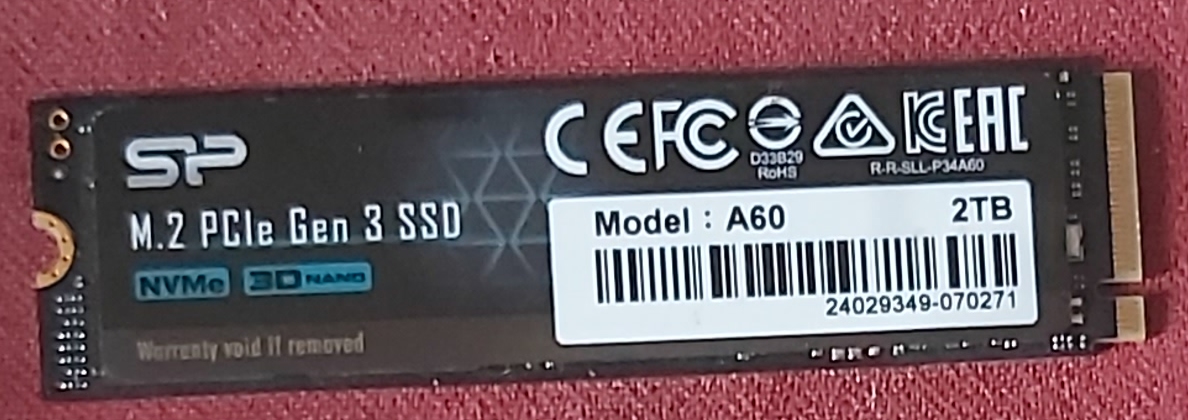 SP
M.2 PCIe Gen 3 SSD
NVMe 3D NAND
Warranty void if removed
CE FC EAC
D33B29
RoHS
R-R-SLL-P34A60
Model : A60 2TB
24029349-070271